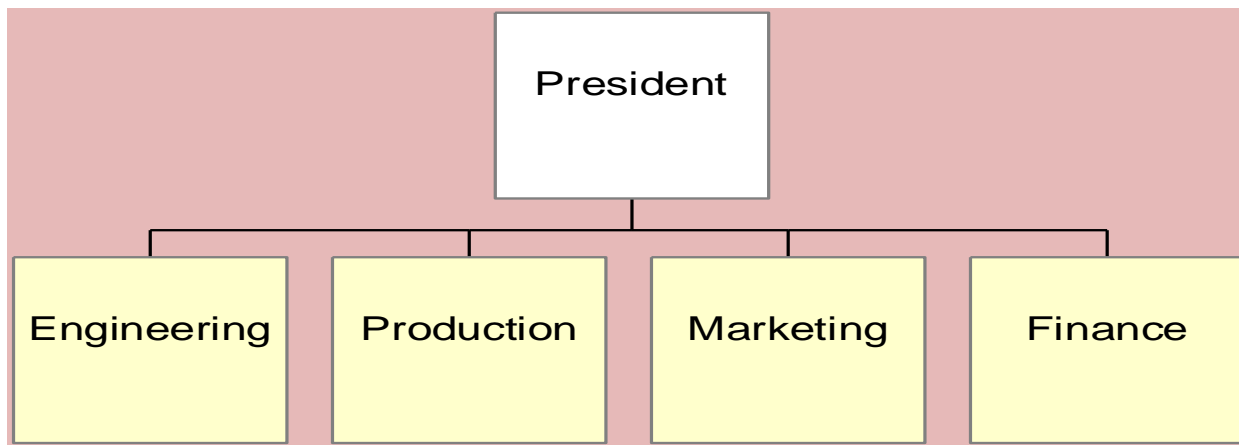 President
Engineering
Production
Marketing
Finance